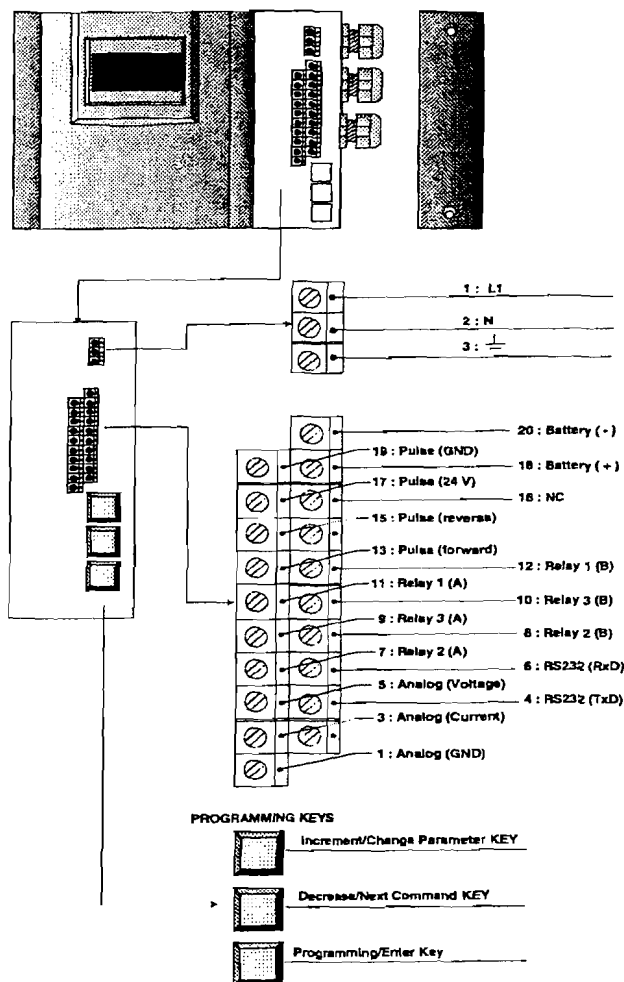 1 : L1
2 : N
3 : ⏚
20 : Battery (-)
19 : Pulse (GND)
18 : Battery (+)
17 : Pulse (24 V)
16 : NC
15 : Pulse (reverse)
13 : Pulse (forward)
12 : Relay 1 (B)
11 : Relay 1 (A)
10 : Relay 3 (B)
9 : Relay 3 (A)
8 : Relay 2 (B)
7 : Relay 2 (A)
6 : RS232 (RxD)
5 : Analog (Voltage)
4 : RS232 (TxD)
3 : Analog (Current)
1 : Analog (GND)
PROGRAMMING KEYS
Increment/Change Parameter KEY
Decrease/Next Command KEY
Programming/Enter Key